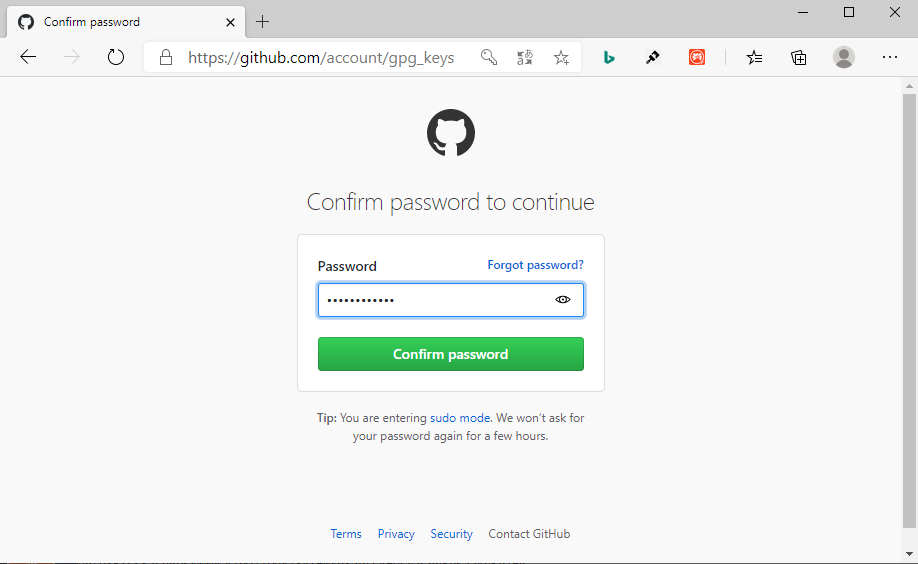 Confirm password
https://github.com/account/gpg_keys
Confirm password to continue
Password
Forgot password?
••••••••••••
Confirm password
Tip: You are entering sudo mode. We won't ask for
your password again for a few hours.
Terms Privacy Security Contact GitHub